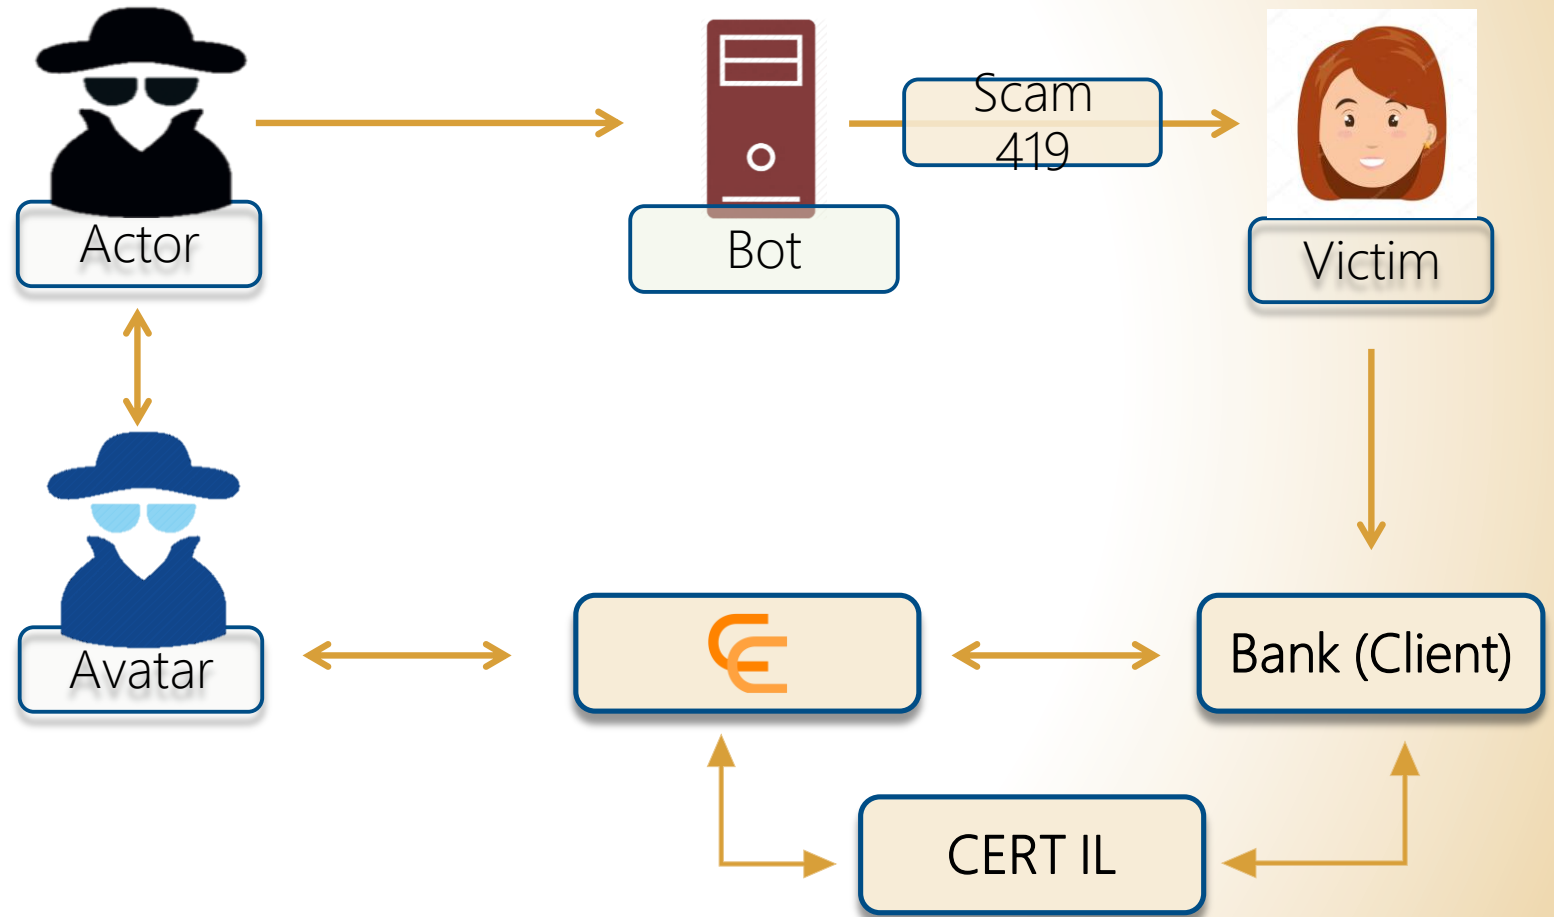 Scam
419
Actor
Bot
Victim
Avatar
Bank (Client)
CERT IL